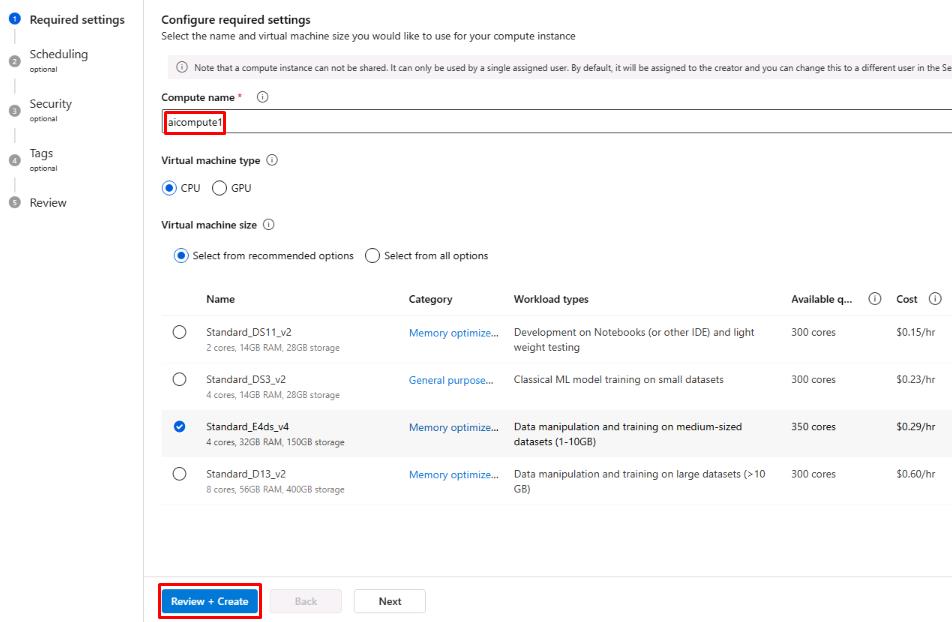 1 Required settings
2 Scheduling
optional
3 Security
optional
4 Tags
optional
5 Review
Configure required settings
Select the name and virtual machine size you would like to use for your compute instance
Note that a compute instance can not be shared. It can only be used by a single assigned user. By default, it will be assigned to the creator and you can change this to a different user in the Se
Compute name *
aicompute1
Virtual machine type
CPU GPU
Virtual machine size
Select from recommended options Select from all options
Name Category Workload types Available q... Cost
Standard_DS11_v2 Memory optimize... Development on Notebooks (or other IDE) and light 300 cores $0.15/hr
2 cores, 14GB RAM, 28GB storage weight testing
Standard_DS3_v2 General purpose... Classical ML model training on small datasets 300 cores $0.23/hr
4 cores, 14GB RAM, 28GB storage
Standard_E4ds_v4 Memory optimize... Data manipulation and training on medium-sized 350 cores $0.29/hr
4 cores, 32GB RAM, 150GB storage datasets (1-10GB)
Standard_D13_v2 Memory optimize... Data manipulation and training on large datasets (>10 300 cores $0.60/hr
8 cores, 56GB RAM, 400GB storage GB)
Review + Create Back Next